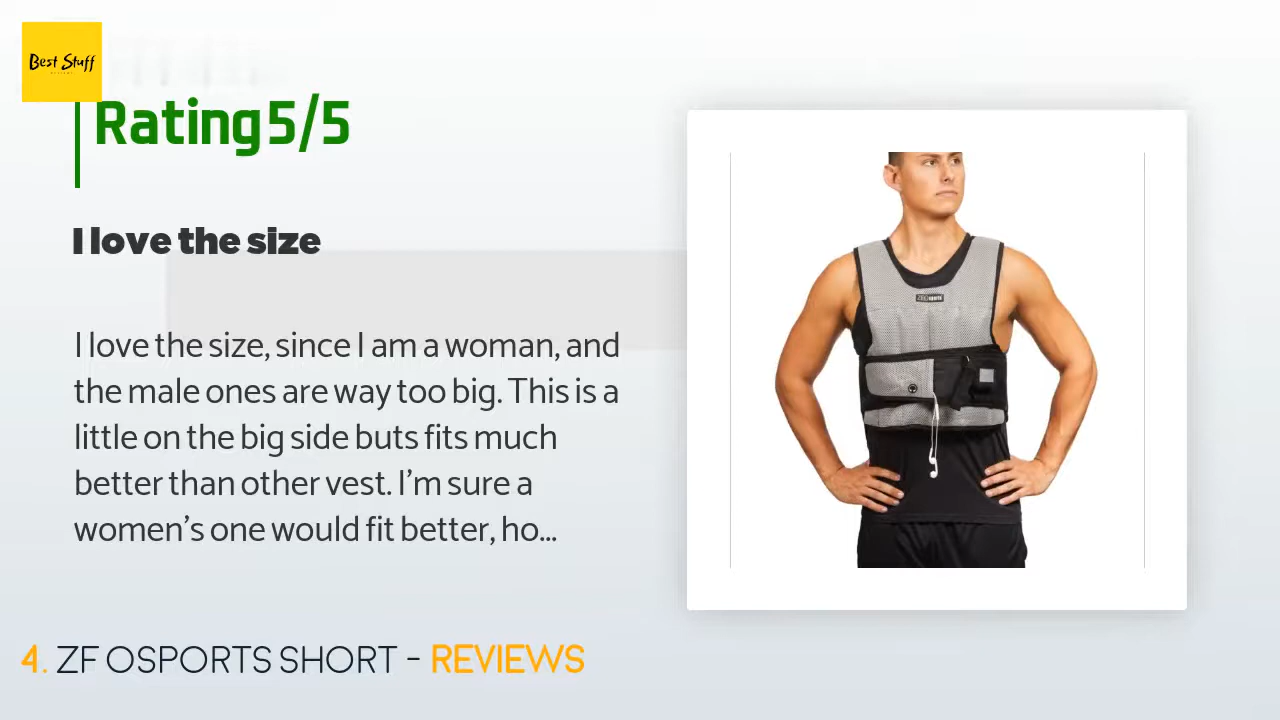 Best Stuff
Rating 5/5
I love the size
I love the size, since I am a woman, and
the male ones are way too big. This is a
little on the big side buts fits much
better than other vest. I'm sure a
women's one would fit better, ho...
4. ZF OSPORTS SHORT - REVIEWS